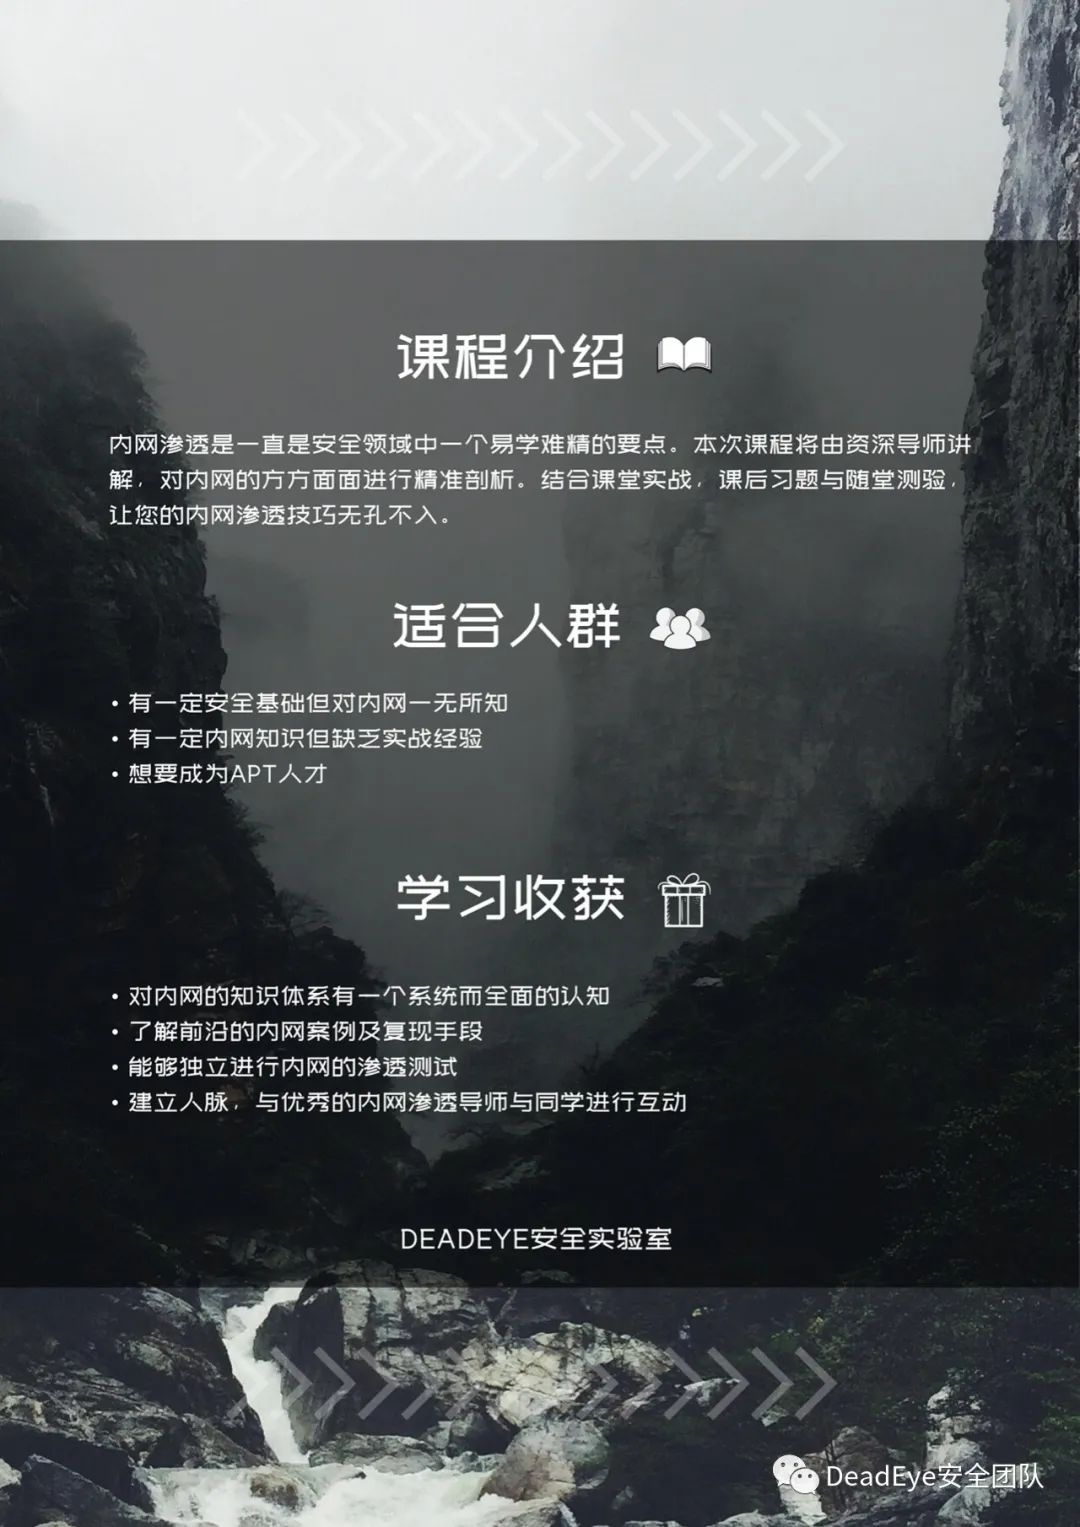 课程介绍
内网渗透是一直是安全领域中一个易学难精的要点。本次课程将由资深导师讲
解，对内网的方方面面进行精准剖析。结合课堂实战，课后习题与随堂测验，
让您的内网渗透技巧无孔不入。
适合人群
• 有一定安全基础但对内网一无所知
• 有一定内网知识但缺乏实战经验
• 想要成为APT人才
学习收获
• 对内网的知识体系有一个系统而全面的认知
• 了解前沿的内网案例及复现手段
• 能够独立进行内网的渗透测试
• 建立人脉，与优秀的内网渗透导师与同学进行互动
DEADEYE安全实验室
DeadEye安全团队